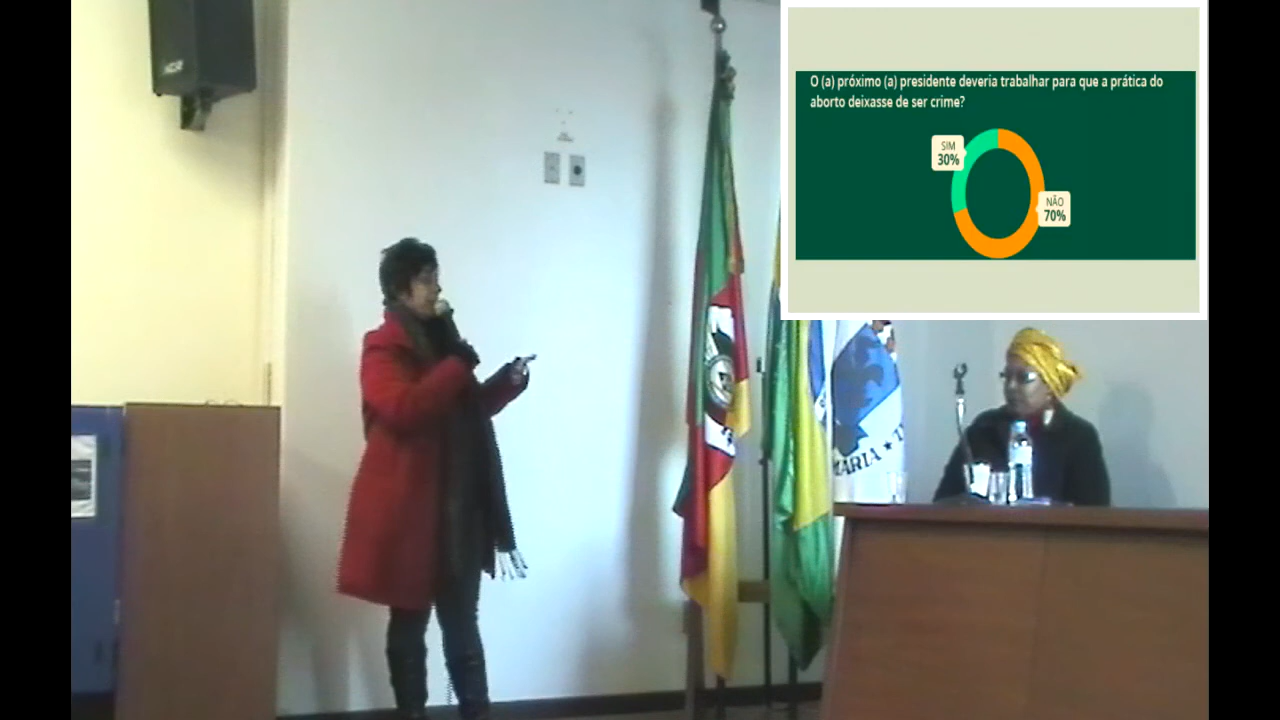 O (a) próximo (a) presidente deveria trabalhar para que a prática do
aborto deixasse de ser crime?
SIM
30%
NÃO
70%
MARIA ★